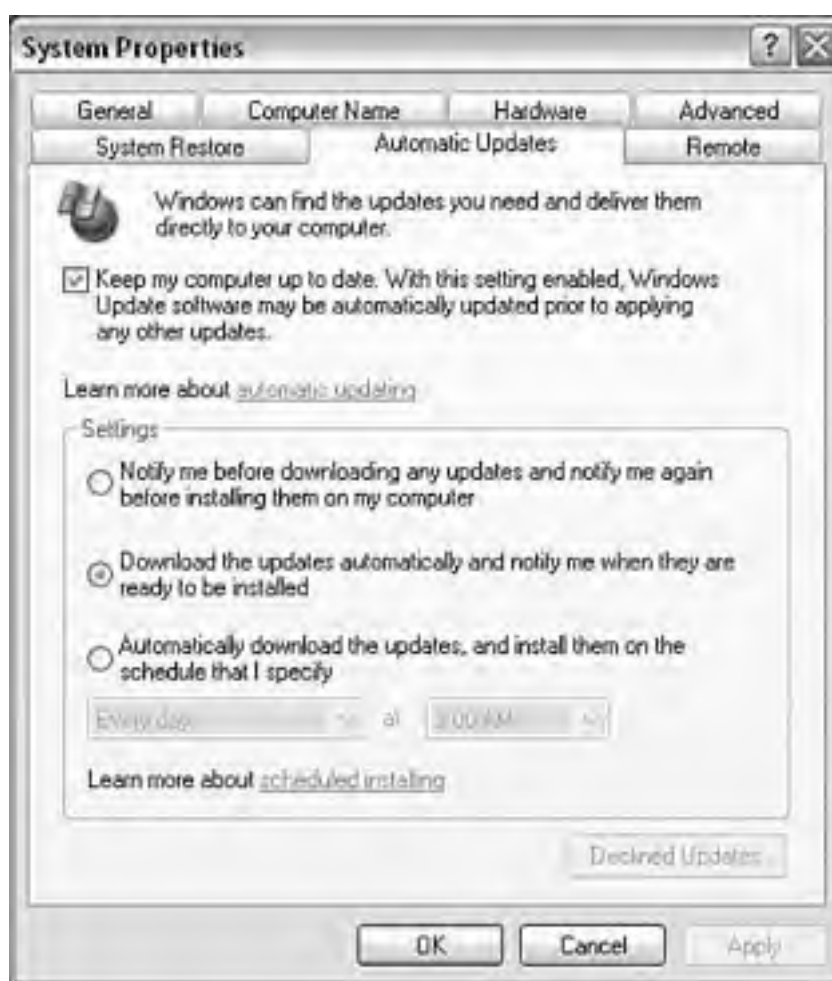 System Properties
General Computer Name Hardware Advanced
System Restore Automatic Updates Remote
Windows can find the updates you need and deliver them
directly to your computer.
Keep my computer up to date. With this setting enabled, Windows
Update software may be automatically updated prior to applying
any other updates.
Learn more about automatic updating
Settings
Notify me before downloading any updates and notify me again
before installing them on my computer
Download the updates automatically and notify me when they are
ready to be installed
Automatically download the updates, and install them on the
schedule that I specify
Every day at 3:00 AM
Learn more about scheduled installing
Declined Updates
OK Cancel Apply